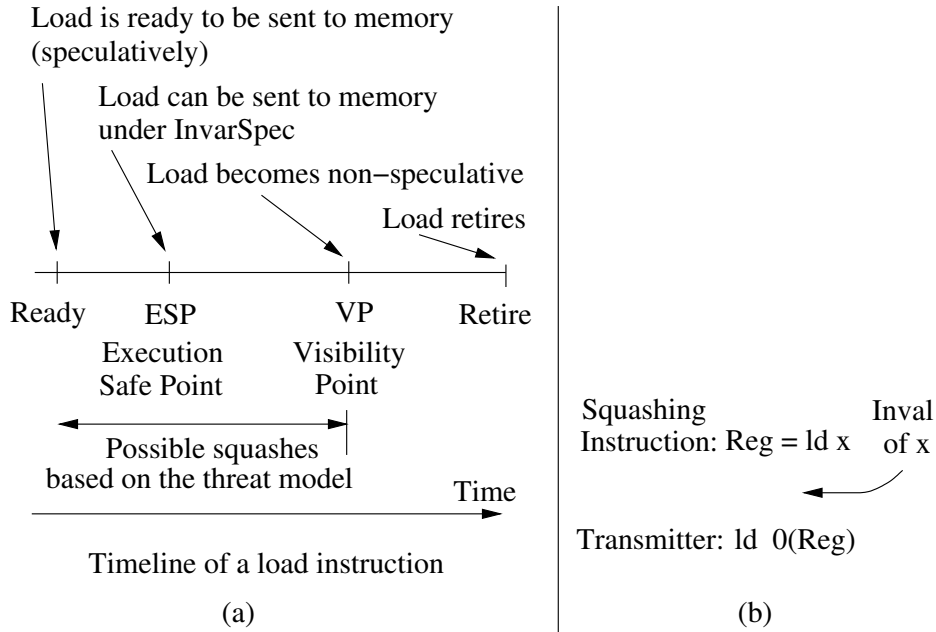 Load is ready to be sent to memory
(speculatively)
Load can be sent to memory
under InvarSpec
Load becomes non−speculative
Load retires
Ready ESP VP Retire
Execution Visibility
Safe Point Point
Possible squashes
based on the threat model
Time
Timeline of a load instruction
(a)
Squashing
Instruction: Reg = ld x
Inval
of x
Transmitter: ld 0(Reg)
(b)